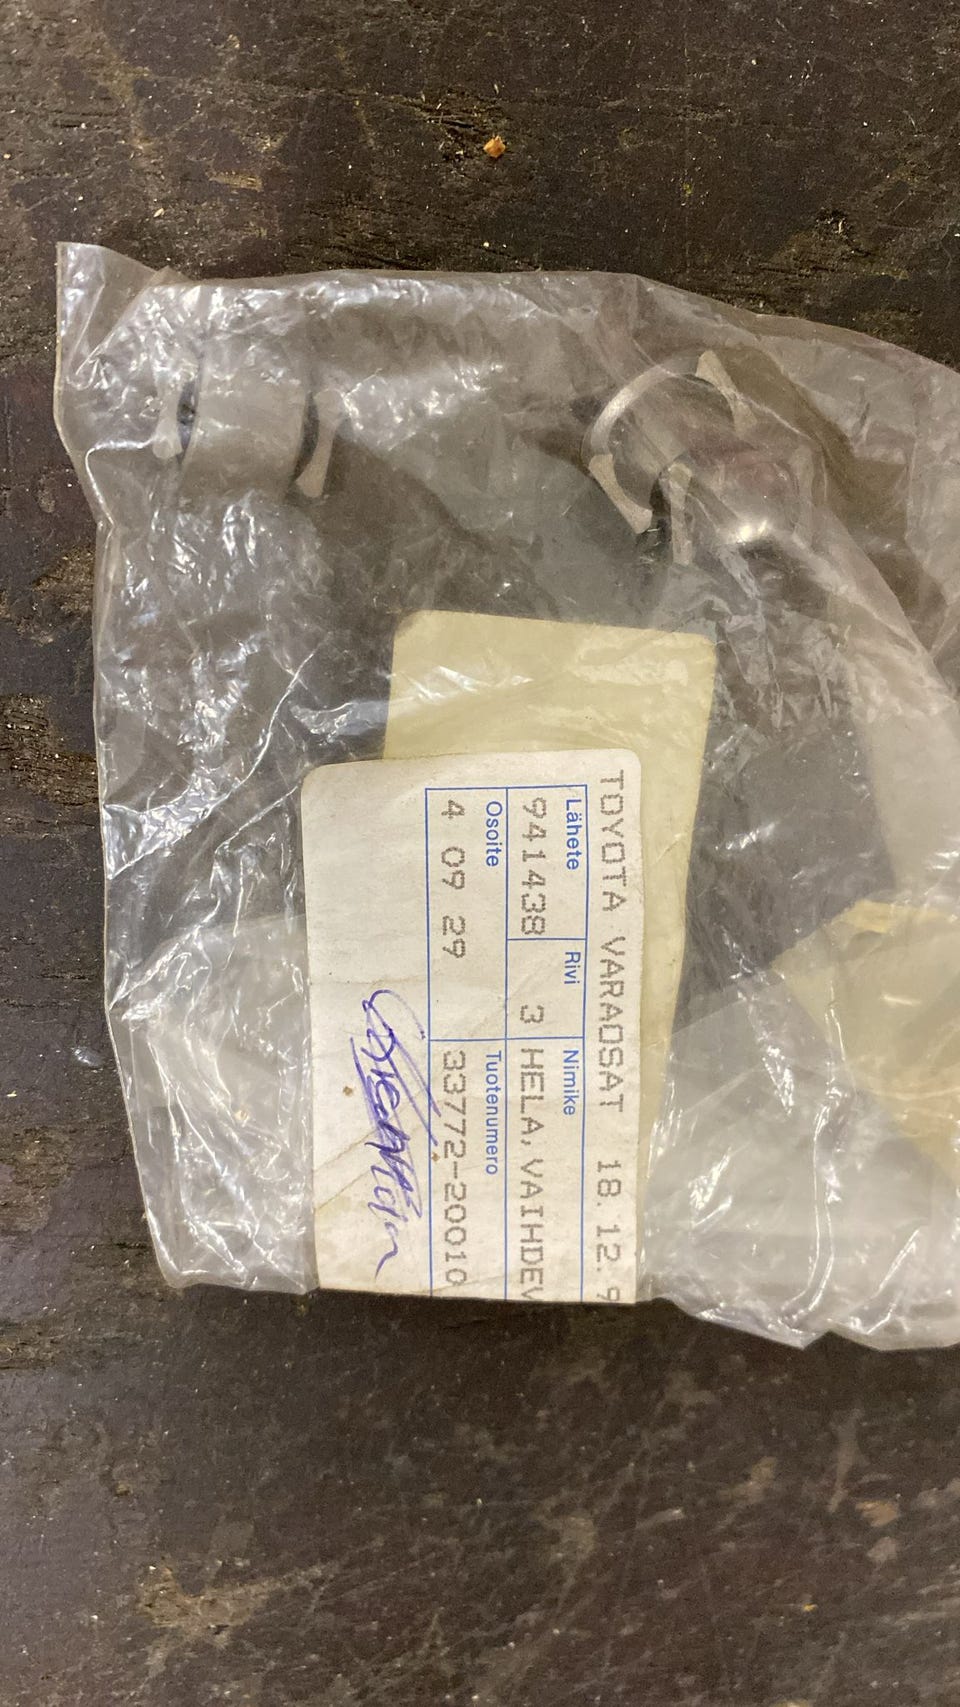 TOYOTA VARAOSAT 18.12.9
Lähete Rivi Nimike
941438 3 HELA,VAIHDEV
Osoite Tuotenumero
4 09 29 33772-20010